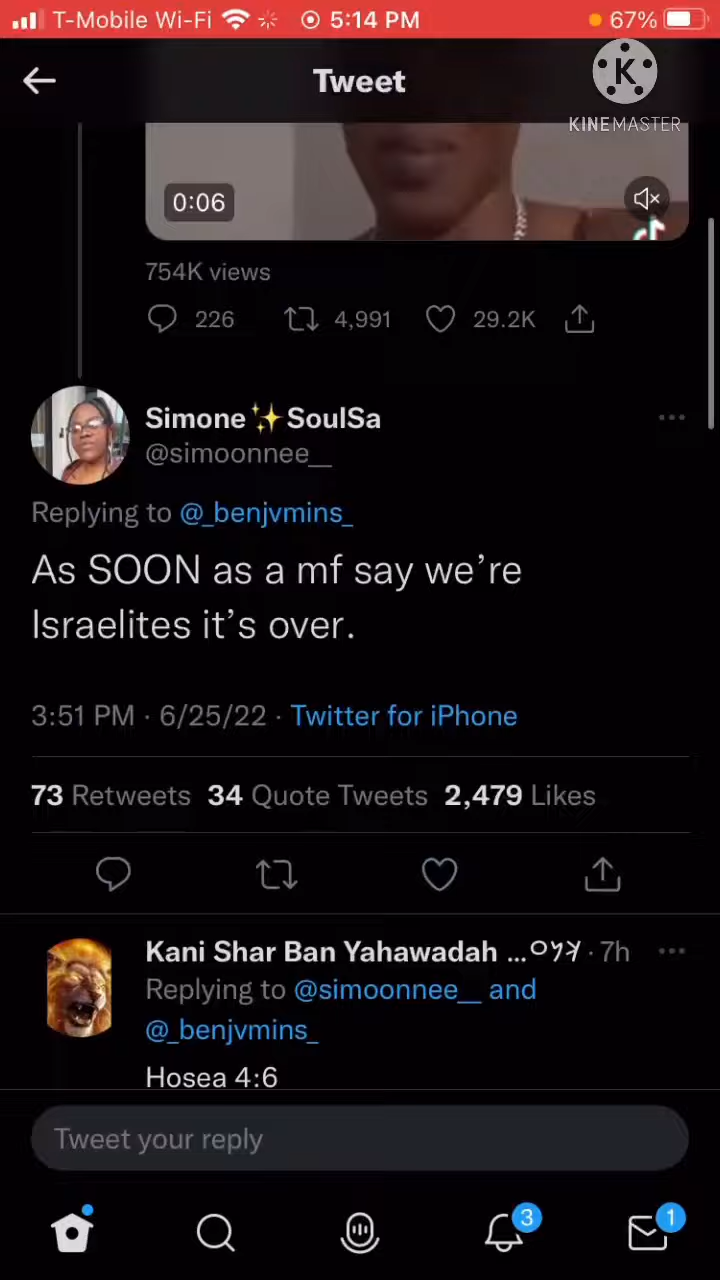 T-Mobile Wi-Fi 5:14 PM 67%
Tweet
K
KINEMASTER
0:06
754K views
226 4,991 29.2K
Simone✨SoulSa
@simoonnee__
Replying to @_benjvmins_
As SOON as a mf say we’re
Israelites it’s over.
3:51 PM · 6/25/22 · Twitter for iPhone
73 Retweets 34 Quote Tweets 2,479 Likes
Kani Shar Ban Yahawadah ... · 7h
Replying to @simoonnee__ and
@_benjvmins_
Hosea 4:6
Tweet your reply
3 1